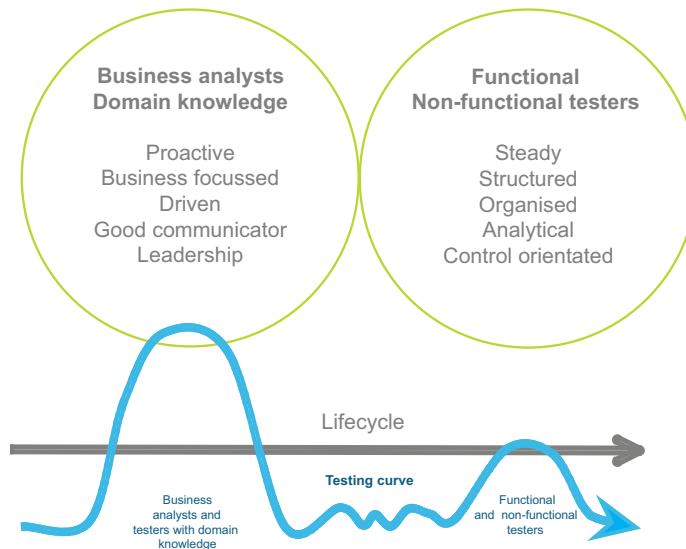 Business analysts
Domain knowledge
Proactive
Business focussed
Driven
Good communicator
Leadership
Functional
Non-functional testers
Steady
Structured
Organised
Analytical
Control orientated
Lifecycle
Testing curve
Business
analysts and
testers with domain
knowledge
Functional
and non-functional
testers